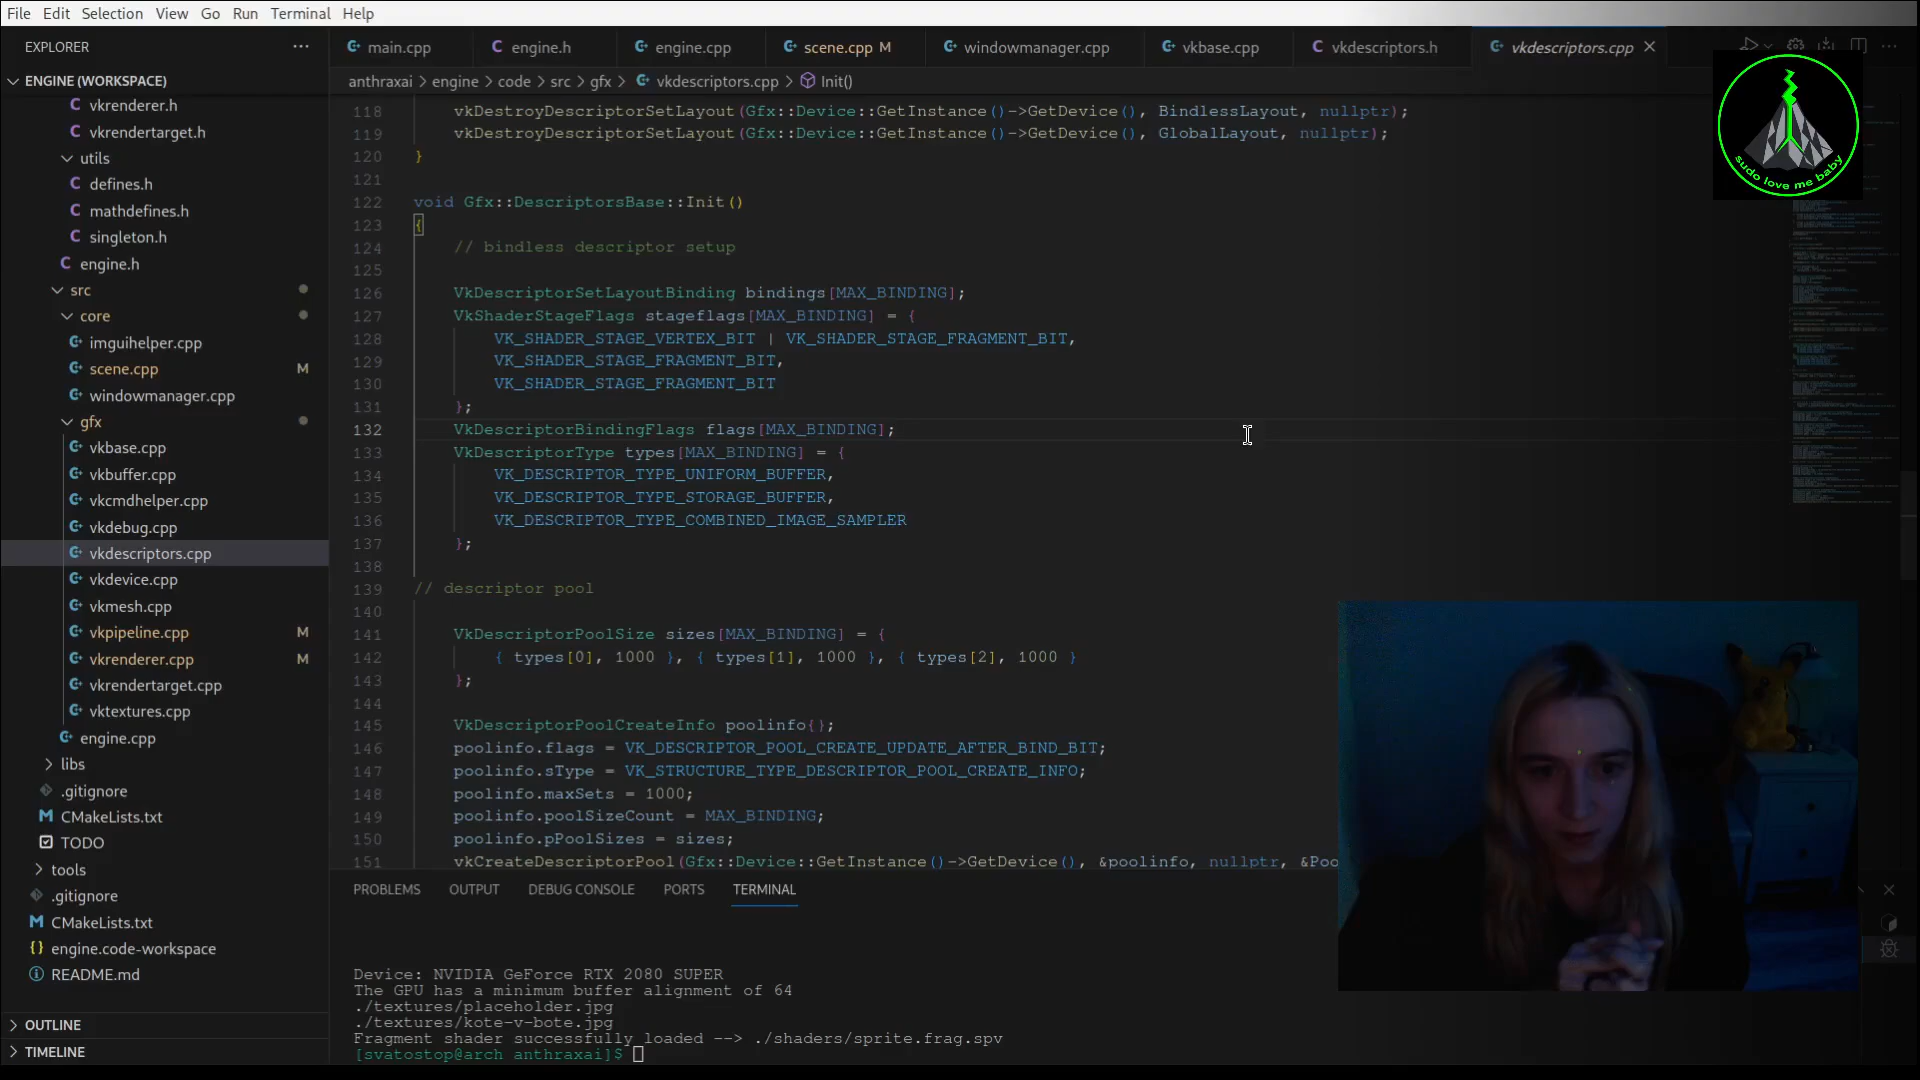 File Edit Selection View Go Run Terminal Help
EXPLORER
ENGINE (WORKSPACE)
vkrenderer.h
vkrendertarget.h
utils
defines.h
mathdefines.h
singleton.h
engine.h
src
core
imguihelper.cpp
scene.cpp M
windowmanager.cpp
gfx
vkbase.cpp
vkbuffer.cpp
vkcmdhelper.cpp
vkdebug.cpp
vkdescriptors.cpp
vkdevice.cpp
vkmesh.cpp
vkpipeline.cpp M
vkrenderer.cpp M
vkrendertarget.cpp
vktextures.cpp
engine.cpp
libs
.gitignore
CMakeLists.txt
TODO
tools
.gitignore
CMakeLists.txt
engine.code-workspace
README.md
OUTLINE
TIMELINE
main.cpp engine.h engine.cpp scene.cpp M windowmanager.cpp vkbase.cpp vkdescriptors.h vkdescriptors.cpp
anthraxai > engine > code > src > gfx > vkdescriptors.cpp > Init()
118 vkDestroyDescriptorSetLayout(Gfx::Device::GetInstance()->GetDevice(), BindlessLayout, nullptr);
119 vkDestroyDescriptorSetLayout(Gfx::Device::GetInstance()->GetDevice(), GlobalLayout, nullptr);
120 }
121
122 void Gfx::DescriptorsBase::Init()
123 {
124 // bindless descriptor setup
125
126 VkDescriptorSetLayoutBinding bindings[MAX_BINDING];
127 VkShaderStageFlags stageflags[MAX_BINDING] = {
128 VK_SHADER_STAGE_VERTEX_BIT | VK_SHADER_STAGE_FRAGMENT_BIT,
129 VK_SHADER_STAGE_FRAGMENT_BIT,
130 VK_SHADER_STAGE_FRAGMENT_BIT
131 };
132 VkDescriptorBindingFlags flags[MAX_BINDING];
133 VkDescriptorType types[MAX_BINDING] = {
134 VK_DESCRIPTOR_TYPE_UNIFORM_BUFFER,
135 VK_DESCRIPTOR_TYPE_STORAGE_BUFFER,
136 VK_DESCRIPTOR_TYPE_COMBINED_IMAGE_SAMPLER
137 };
138
139 // descriptor pool
140
141 VkDescriptorPoolSize sizes[MAX_BINDING] = {
142 { types[0], 1000 }, { types[1], 1000 }, { types[2], 1000 }
143 };
144
145 VkDescriptorPoolCreateInfo poolinfo{};
146 poolinfo.flags = VK_DESCRIPTOR_POOL_CREATE_UPDATE_AFTER_BIND_BIT;
147 poolinfo.sType = VK_STRUCTURE_TYPE_DESCRIPTOR_POOL_CREATE_INFO;
148 poolinfo.maxSets = 1000;
149 poolinfo.poolSizeCount = MAX_BINDING;
150 poolinfo.pPoolSizes = sizes;
151 vkCreateDescriptorPool(Gfx::Device::GetInstance()->GetDevice(), &poolinfo, nullptr, &Poo
PROBLEMS OUTPUT DEBUG CONSOLE PORTS TERMINAL
Device: NVIDIA GeForce RTX 2080 SUPER
The GPU has a minimum buffer alignment of 64
./textures/placeholder.jpg
./textures/kote-v-bote.jpg
Fragment shader successfully loaded --> ./shaders/sprite.frag.spv
[svatostop@arch anthraxai]$
sudo love me baby